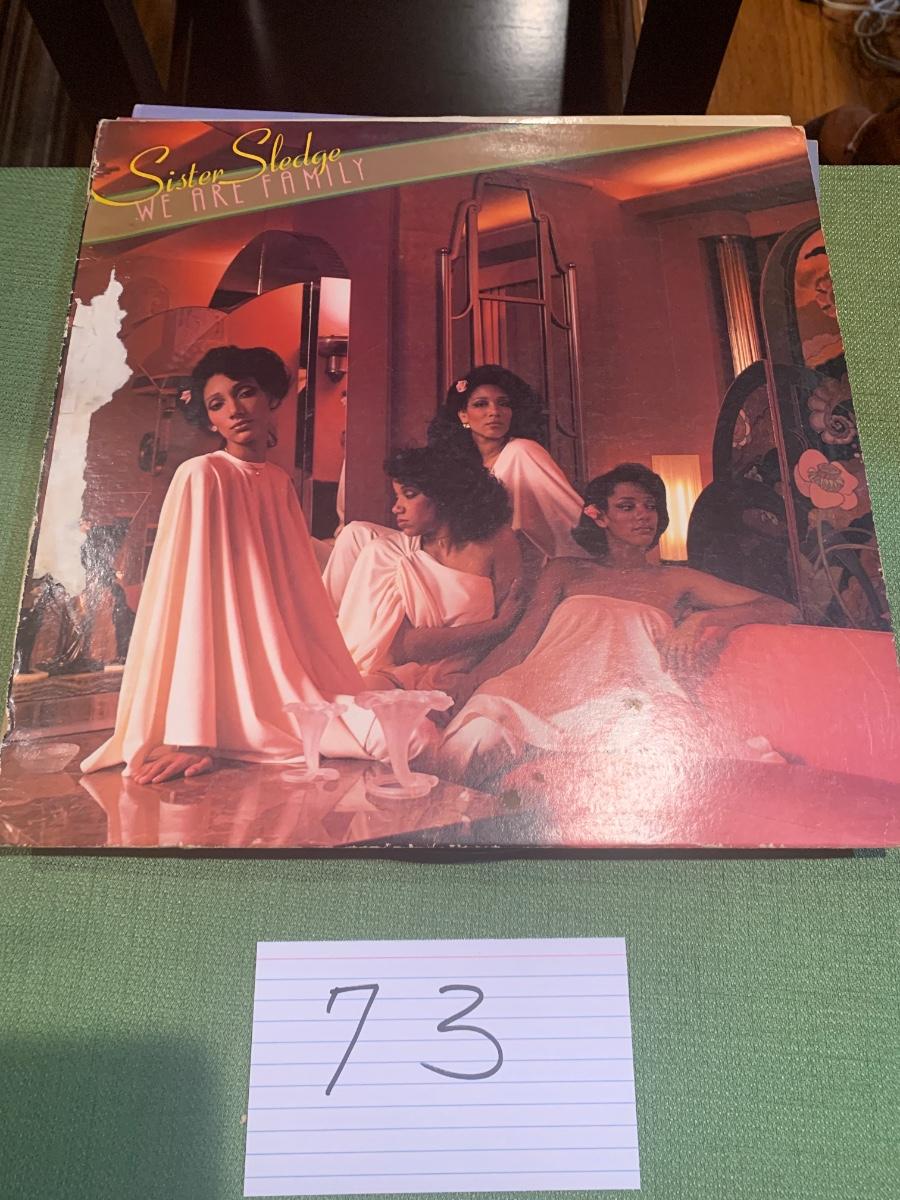 Sister Sledge
WE ARE FAMILY
73